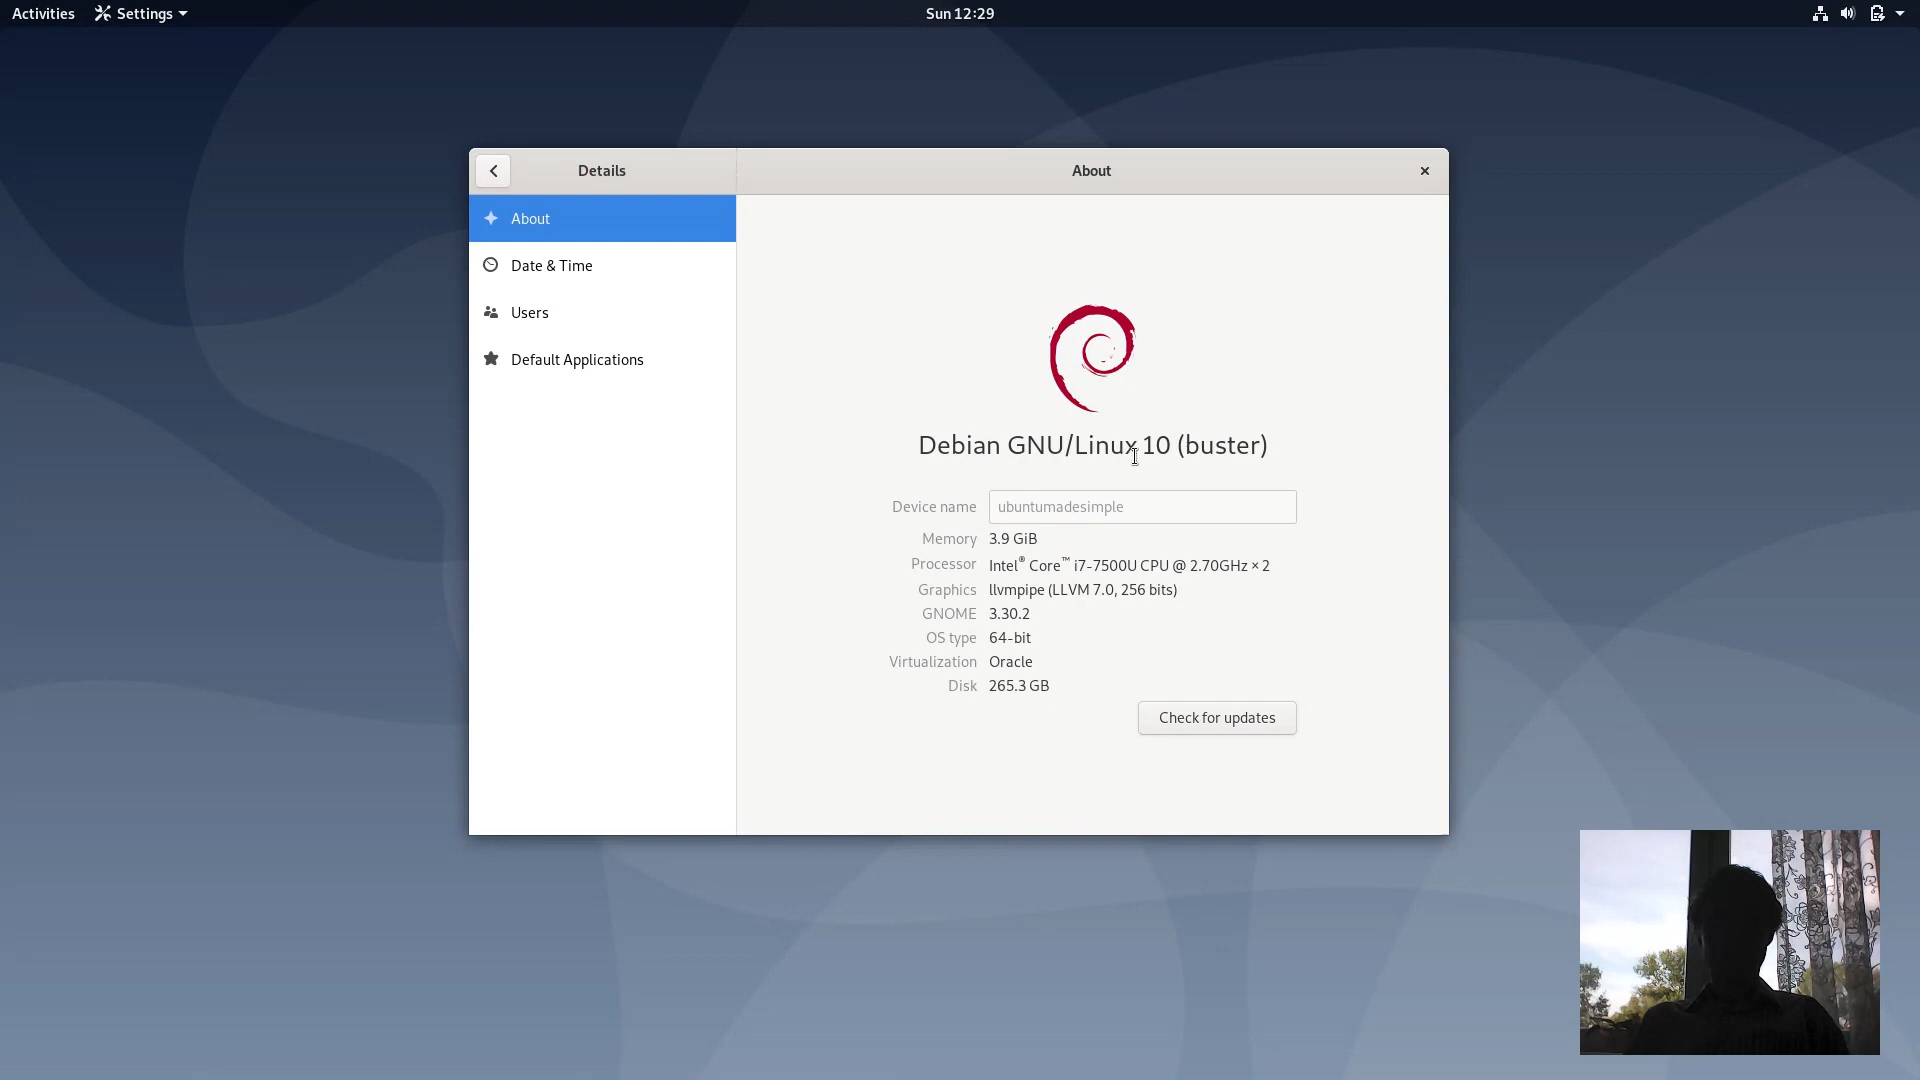 Activities
Settings
Sun 12:29
Details
About
About
Date & Time
Users
Default Applications
Debian GNU/Linux 10 (buster)
Device name ubuntumadesimple
Memory 3.9 GiB
Processor Intel® Core™ i7-7500U CPU @ 2.70GHz × 2
Graphics llvmpipe (LLVM 7.0, 256 bits)
GNOME 3.30.2
OS type 64-bit
Virtualization Oracle
Disk 265.3 GB
Check for updates